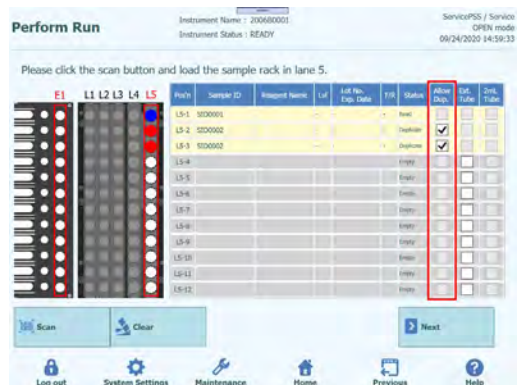 Perform Run
Instrument Name : 200680001
Instrument Status : READY
ServicePSS / Service
OPEN mode
09/24/2020 14:59:33
Please click the scan button and load the sample rack in lane 5.
E1 L1 L2 L3 L4 L5
Pos'n Sample ID Reagent Name Lvl Lot No. Exp. Date T/R Status Allow Dup. Ext. Tube 2mL Tube
L5-1 SID0001 Read
L5-2 SID0002 Duplicate
L5-3 SID0002 Duplicate
L5-4 Empty
L5-5 Empty
L5-6 Empty
L5-7 Empty
L5-8 Empty
L5-9 Empty
L5-10 Empty
L5-11 Empty
L5-12 Empty
Scan Clear Next
Log out System Settings Maintenance Home Previous Help